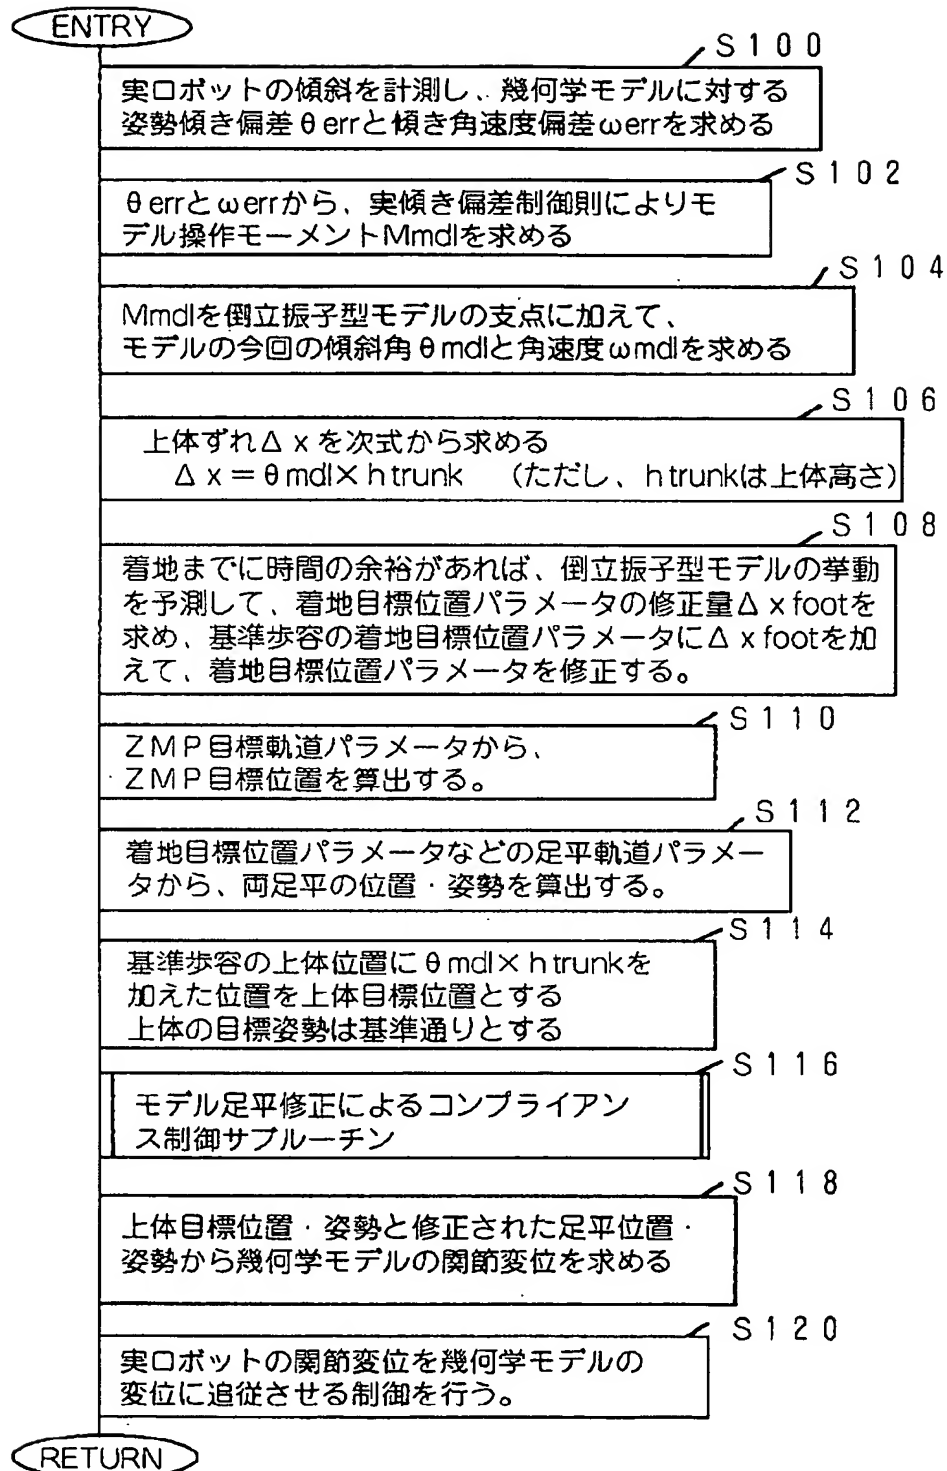 ENTRY
S100
実ロボットの傾斜を計測し、幾何学モデルに対する
姿勢傾き偏差θerrと傾き角速度偏差ωerrを求める
S102
θerrとωerrから、実傾き偏差制御則によりモ
デル操作モーメントMmdlを求める
S104
Mmdlを倒立振子型モデルの支点に加えて、
モデルの今回の傾斜角θmdlと角速度ωmdlを求める
S106
上体ずれΔxを次式から求める
Δx=θmdl×htrunk (ただし、htrunkは上体高さ)
S108
着地までに時間の余裕があれば、倒立振子型モデルの挙動
を予測して、着地目標位置パラメータの修正量Δxfootを
求め、基準歩容の着地目標位置パラメータにΔxfootを加
えて、着地目標位置パラメータを修正する。
S110
ZMP目標軌道パラメータから、
ZMP目標位置を算出する。
S112
着地目標位置パラメータなどの足平軌道パラメー
タから、両足平の位置・姿勢を算出する。
S114
基準歩容の上体位置にθmdl×htrunkを
加えた位置を上体目標位置とする
上体の目標姿勢は基準通りとする
S116
モデル足平修正によるコンプライアン
ス制御サブルーチン
S118
上体目標位置・姿勢と修正された足平位置・
姿勢から幾何学モデルの関節変位を求める
S120
実ロボットの関節変位を幾何学モデルの
変位に追従させる制御を行う。
RETURN